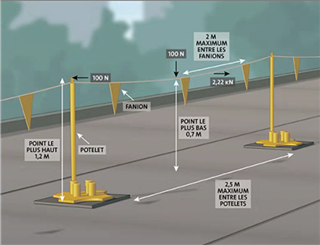 2 M
MAXIMUM
ENTRE LES
FANIONS
100 N
100 N
2,22 kN
FANION
POINT LE
PLUS HAUT
1,2 M
POTELET
POINT LE
PLUS BAS
0,7 M
2,5 M
MAXIMUM
ENTRE LES
POTELETS